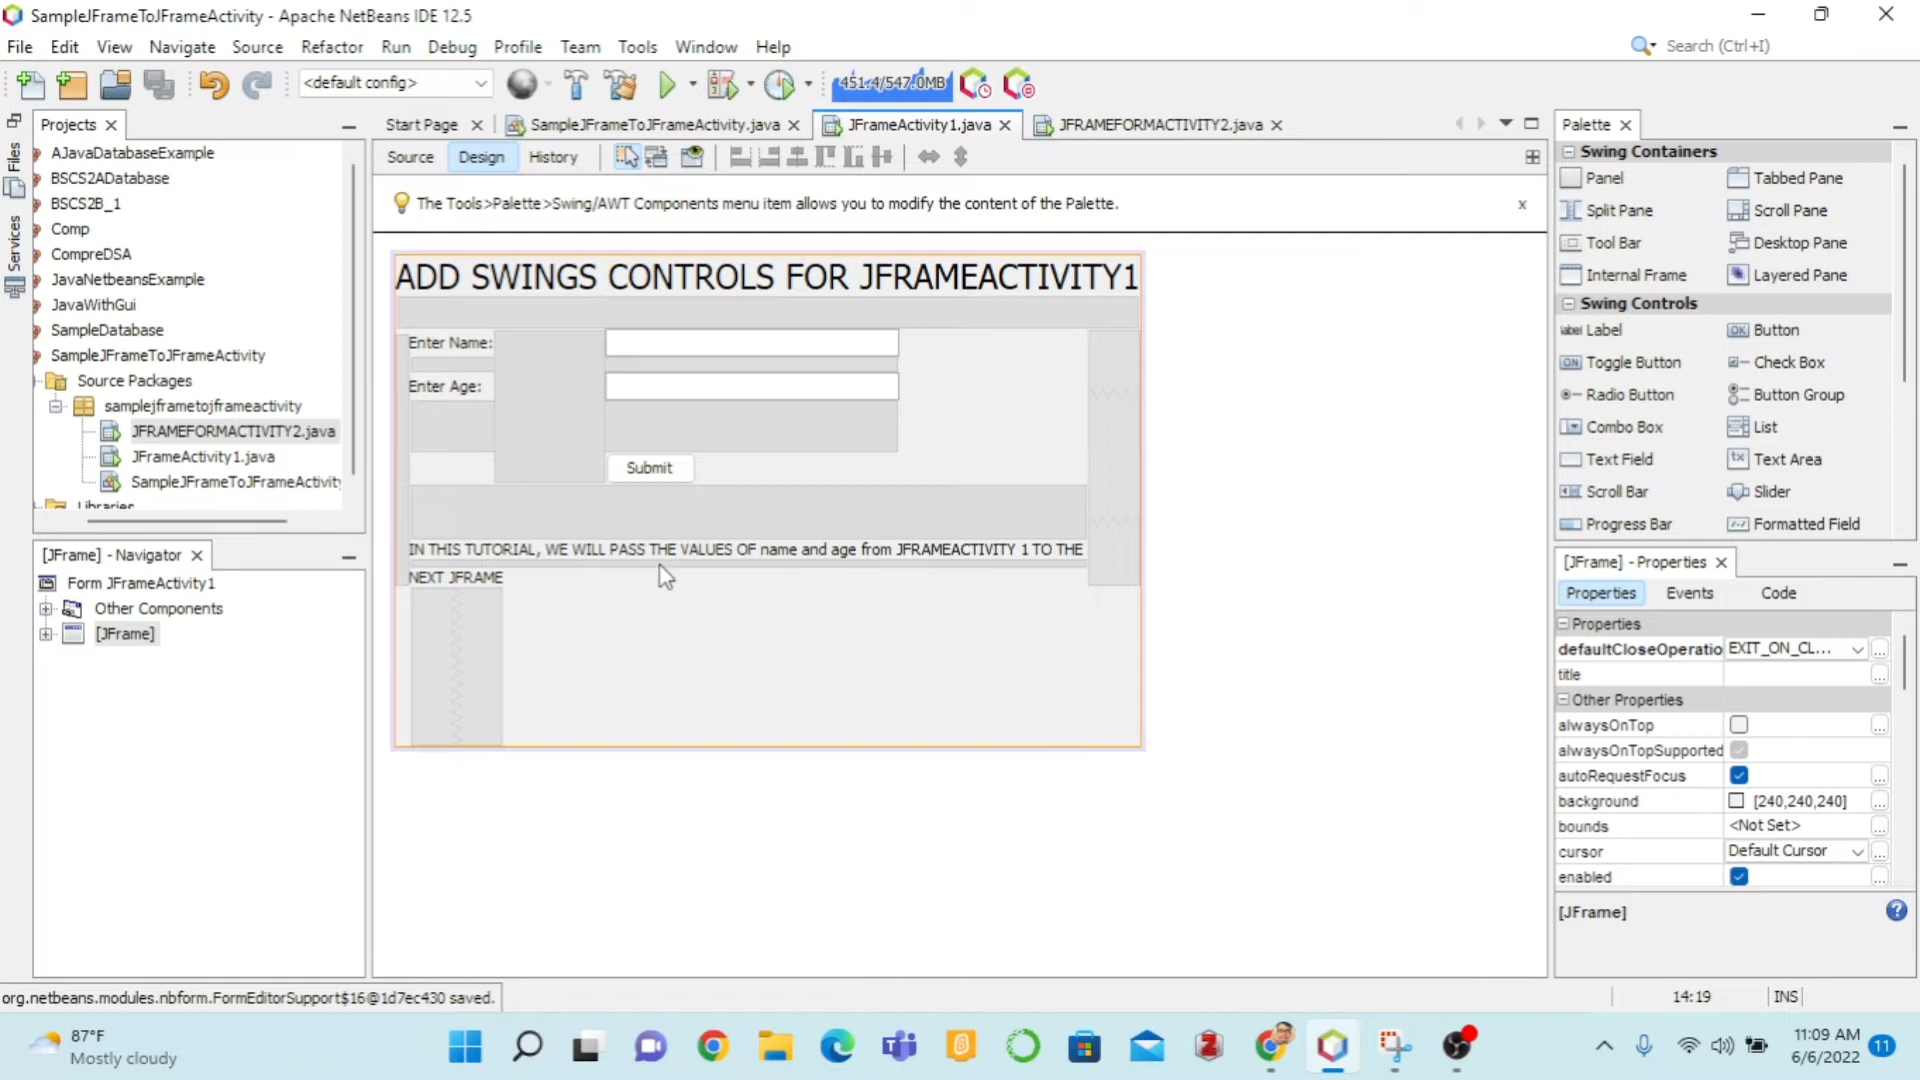 SampleJFrameToJFrameActivity - Apache NetBeans IDE 12.5
File Edit View Navigate Source Refactor Run Debug Profile Team Tools Window Help
Search (Ctrl+I)
<default config>
451.4/547.0MB
Files
Services
Projects
AJavaDatabaseExample
BSCS2ADatabase
BSCS2B_1
Comp
CompreDSA
JavaNetbeansExample
JavaWithGui
SampleDatabase
SampleJFrameToJFrameActivity
Source Packages
samplejframetojframeactivity
JFRAMEFORMACTIVITY2.java
JFrameActivity1.java
SampleJFrameToJFrameActivity
Libraries
[JFrame] - Navigator
Form JFrameActivity1
Other Components
[JFrame]
Start Page SampleJFrameToJFrameActivity.java JFrameActivity1.java JFRAMEFORMACTIVITY2.java
Source Design History
The Tools>Palette>Swing/AWT Components menu item allows you to modify the content of the Palette. x
ADD SWINGS CONTROLS FOR JFRAMEACTIVITY1
Enter Name:
Enter Age:
Submit
IN THIS TUTORIAL, WE WILL PASS THE VALUES OF name and age from JFRAMEACTIVITY 1 TO THE
NEXT JFRAME
Palette
Swing Containers
Panel Tabbed Pane
Split Pane Scroll Pane
Tool Bar Desktop Pane
Internal Frame Layered Pane
Swing Controls
label Label OK Button
ON Toggle Button Check Box
Radio Button Button Group
Combo Box List
Text Field tx Text Area
Scroll Bar Slider
Progress Bar Formatted Field
[JFrame] - Properties
Properties Events Code
Properties
defaultCloseOperatio EXIT_ON_CL... ...
title ...
Other Properties
alwaysOnTop ...
alwaysOnTopSupported
autoRequestFocus ...
background [240,240,240] ...
bounds <Not Set> ...
cursor Default Cursor ...
enabled ...
[JFrame] ?
org.netbeans.modules.nbform.FormEditorSupport$16@1d7ec430 saved.
14:19 INS
87°F
Mostly cloudy
11:09 AM
6/6/2022
11